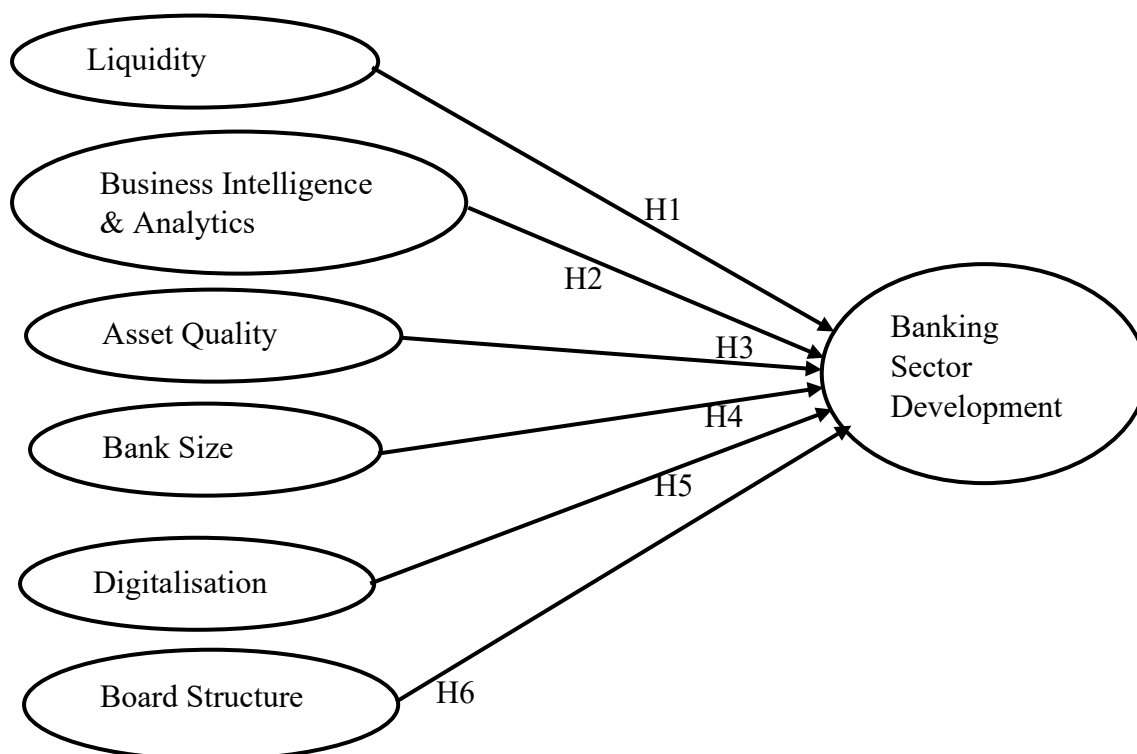 Liquidity
Business Intelligence
& Analytics
Asset Quality
Bank Size
Digitalisation
Board Structure
H1
H2
H3
H4
H5
H6
Banking
Sector
Development